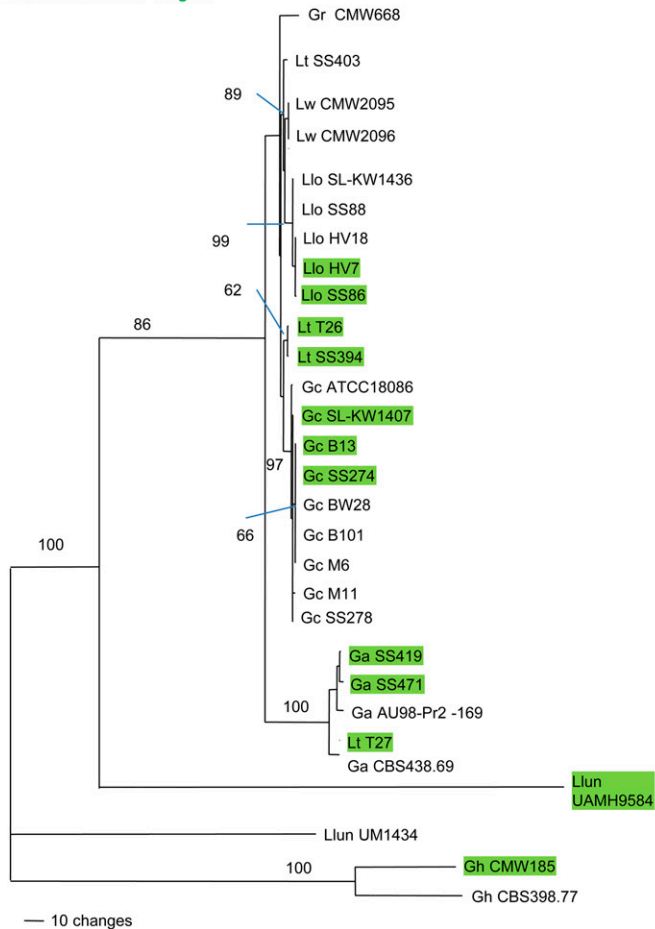 Gr CMW668
Lt SS403
89
Lw CMW2095
Lw CMW2096
Llo SL-KW1436
Llo SS88
99
Llo HV18
Llo HV7
62
Llo SS86
86
Lt T26
Lt SS394
Gc ATCC18086
Gc SL-KW1407
Gc B13
97
Gc SS274
Gc BW28
66
Gc B101
100
Gc M6
Gc M11
Gc SS278
Ga SS419
Ga SS471
100
Ga AU98-Pr2 -169
Lt T27
Ga CBS438.69
Llun
UAMH9584
Llun UM1434
100
Gh CMW185
Gh CBS398.77
10 changes